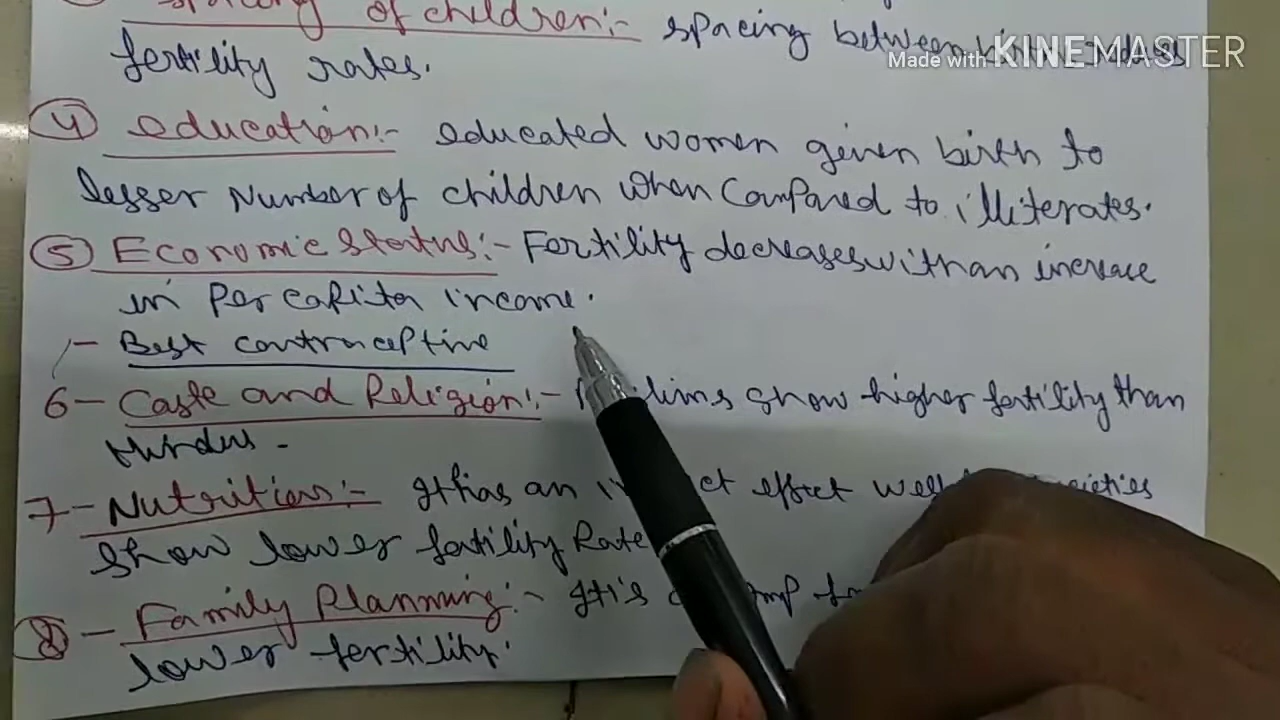 of children:- spacing between
fertility rates.
Made with KINEMASTER
4 education:- educated women given birth to
lesser Number of children when Compared to illiterates.
5 Economic Status:- Fertility decreases with an increase
in Per capita income.
- Best contraceptive
6- Caste and Religion:- show higher fertility than
Hindus -
7- Nutrition:- It has an effect
show lower fertility Rate
8 - Family Planning:- It is
lower fertility.